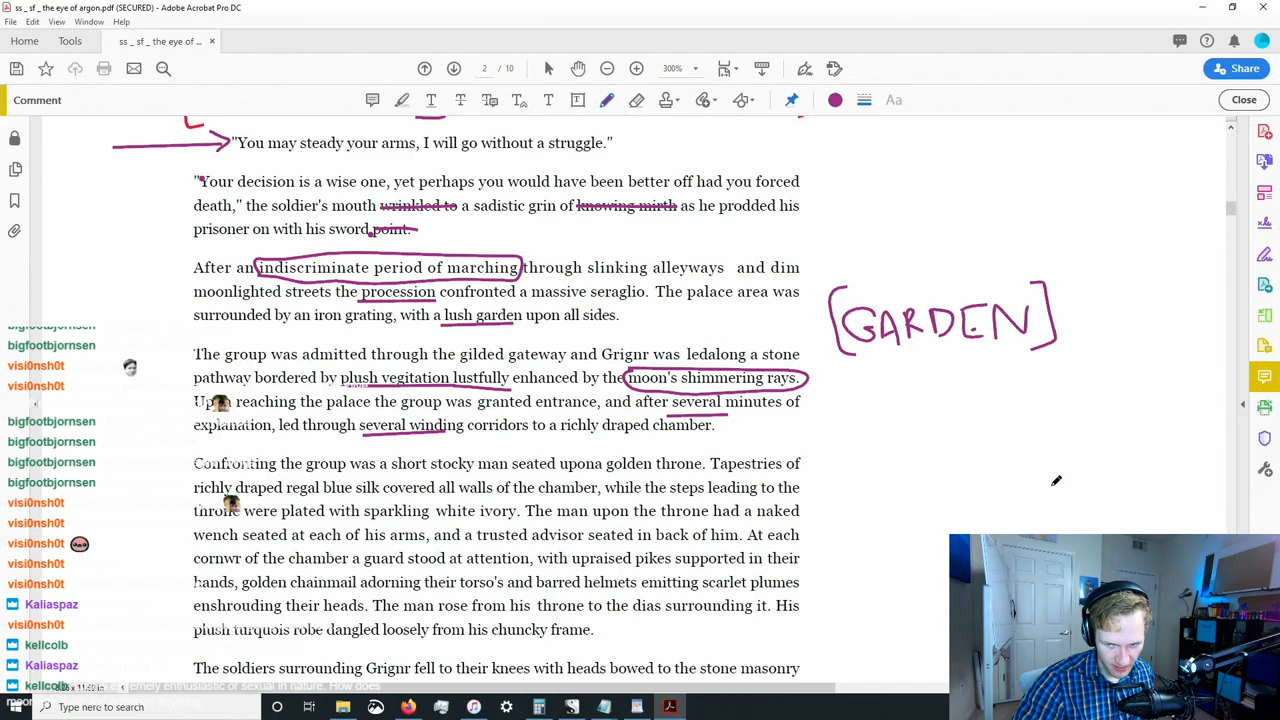 ss _ sf _ the eye of argon.pdf (SECURED) - Adobe Acrobat Pro DC
File Edit View Window Help
Home Tools ss _ sf _ the eye of ... ×
2 / 10 300% Share
Comment Aa Close
"You may steady your arms, I will go without a struggle."
"Your decision is a wise one, yet perhaps you would have been better off had you forced
death," the soldier's mouth wrinkled to a sadistic grin of knowing mirth as he prodded his
prisoner on with his sword point.
After an indiscriminate period of marching through slinking alleyways and dim
moonlighted streets the procession confronted a massive seraglio. The palace area was
surrounded by an iron grating, with a lush garden upon all sides.
[GARDEN]
The group was admitted through the gilded gateway and Grignr was ledalong a stone
pathway bordered by plush vegitation lustfully enhanced by the moon's shimmering rays.
Upon reaching the palace the group was granted entrance, and after several minutes of
explanation, led through several winding corridors to a richly draped chamber.
Confronting the group was a short stocky man seated upona golden throne. Tapestries of
richly draped regal blue silk covered all walls of the chamber, while the steps leading to the
throne were plated with sparkling white ivory. The man upon the throne had a naked
wench seated at each of his arms, and a trusted advisor seated in back of him. At each
cornwr of the chamber a guard stood at attention, with upraised pikes supported in their
hands, golden chainmail adorning their torso's and barred helmets emitting scarlet plumes
enshrouding their heads. The man rose from his throne to the dias surrounding it. His
plush turquois robe dangled loosely from his chuncky frame.
The soldiers surrounding Grignr fell to their knees with heads bowed to the stone masonry
bigfootbjornsen
bigfootbjornsen
visi0nsh0t
visi0nsh0t
bigfootbjornsen
bigfootbjornsen
bigfootbjornsen
bigfootbjornsen
visi0nsh0t
visi0nsh0t
visi0nsh0t
visi0nsh0t
visi0nsh0t
Kaliaspaz
visi0nsh0t
kellcolb
Kaliaspaz
kellcolb
enthusiastic or sexual in nature. How does
Type here to search